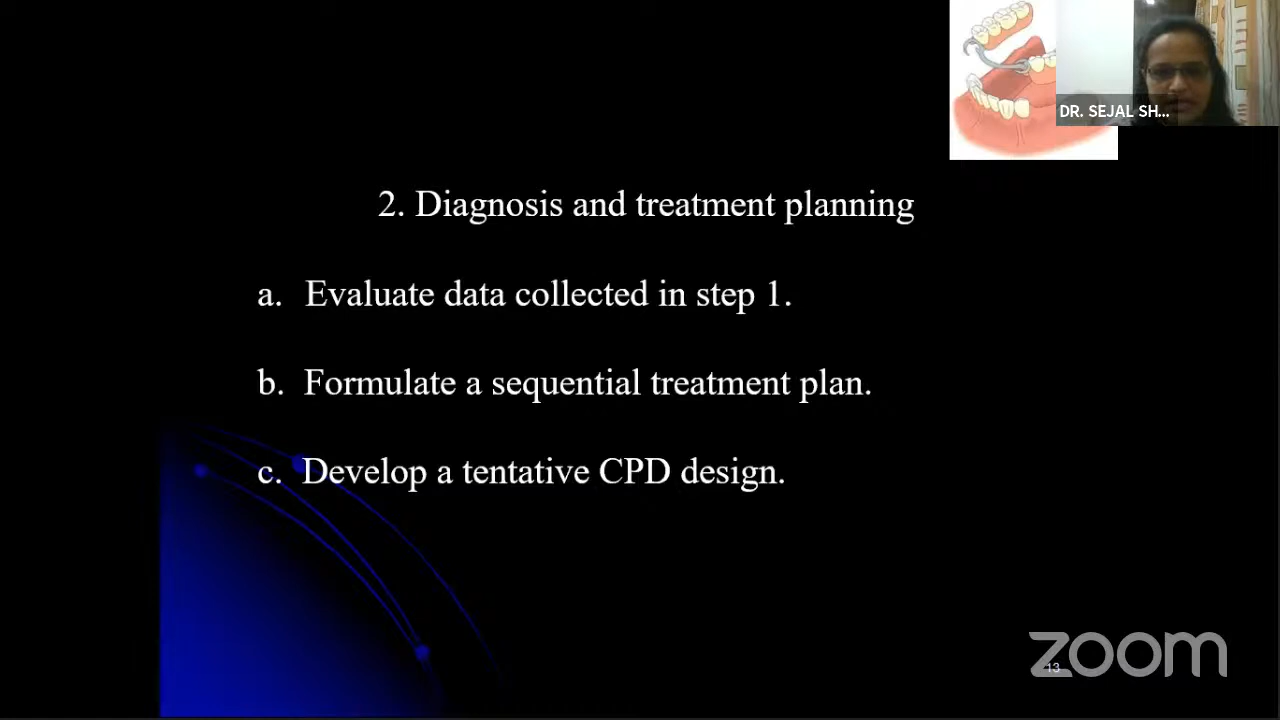 DR. SEJAL SH...
2. Diagnosis and treatment planning
a. Evaluate data collected in step 1.
b. Formulate a sequential treatment plan.
c. Develop a tentative CPD design.
zoom
13